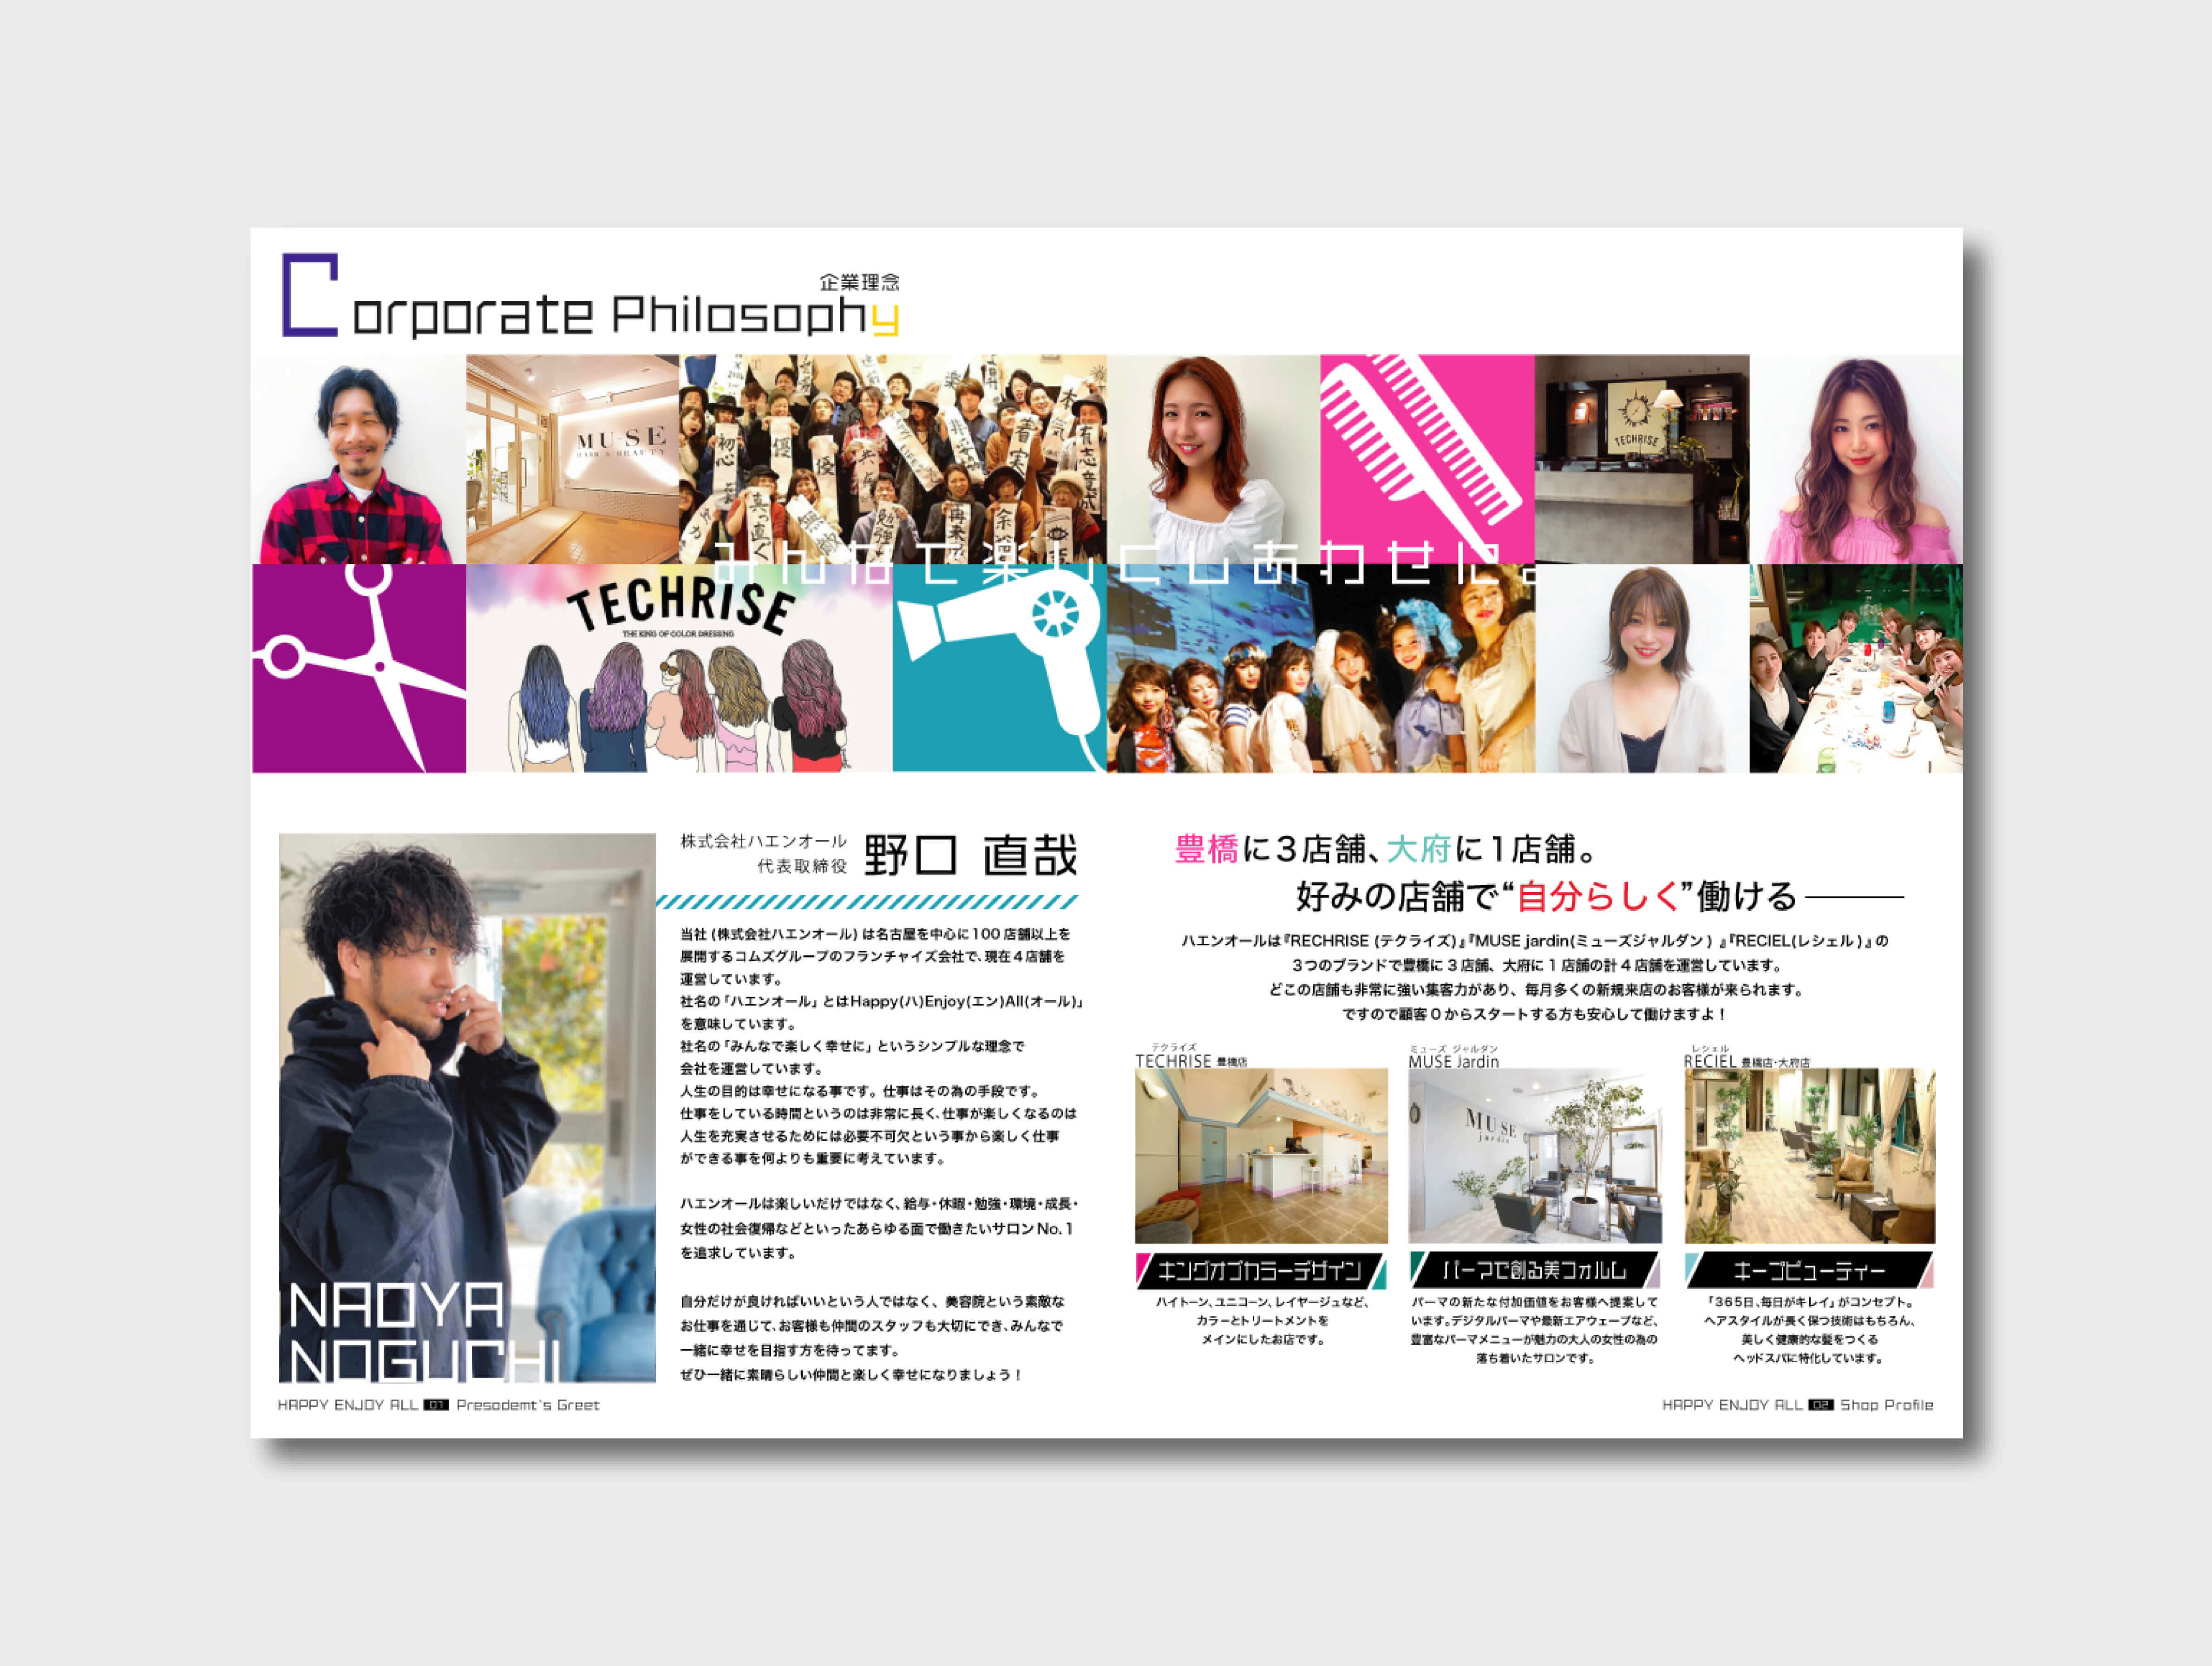 企業理念
Corporate Philosophy
MU-SE
HAIR & BEAUTY
初心
優
優
真っ直ぐ
無敵
着実
有志竟成
TECHRISE
みんなで楽しくしあわせに。
TECHRISE
THE KING OF COLOR DRESSING
株式会社ハエンオール
代表取締役
野口 直哉
当社(株式会社ハエンオール)は名古屋を中心に100店舗以上を
展開するコムズグループのフランチャイズ会社で、現在4店舗を
運営しています。
社名の「ハエンオール」とはHappy(ハ)Enjoy(エン)All(オール)」
を意味しています。
社名の「みんなで楽しく幸せに」というシンプルな理念で
会社を運営しています。
人生の目的は幸せになる事です。仕事はその為の手段です。
仕事をしている時間というのは非常に長く、仕事が楽しくなるのは
人生を充実させるためには必要不可欠という事から楽しく仕事
ができる事を何よりも重要に考えています。
ハエンオールは楽しいだけではなく、給与・休暇・勉強・環境・成長・
女性の社会復帰などといったあらゆる面で働きたいサロンNo.1
を追求しています。
自分だけが良ければいいという人ではなく、美容院という素敵な
お仕事を通じて、お客様も仲間のスタッフも大切にでき、みんなで
一緒に幸せを目指す方を待ってます。
ぜひ一緒に素晴らしい仲間と楽しく幸せになりましょう！
NAOYA
NOGUCHI
HAPPY ENJOY ALL 01 Presodemt`s Greet
豊橋に3店舗、大府に1店舗。
好みの店舗で“自分らしく”働ける
ハエンオールは『RECHRISE (テクライズ)』『MUSE jardin(ミューズジャルダン)』『RECIEL(レシェル)』の
3つのブランドで豊橋に3店舗、大府に1店舗の計4店舗を運営しています。
どこの店舗も非常に強い集客力があり、毎月多くの新規来店のお客様が来られます。
ですので顧客0からスタートする方も安心して働けますよ！
テクライズ
TECHRISE 豊橋店
キングオブカラーデザイン
ハイトーン、ユニコーン、レイヤージュなど、
カラーとトリートメントを
メインにしたお店です。
ミューズ ジャルダン
MUSE Jardin
MUSE
jardin
パーマで創る美フォルム
パーマの新たな付加価値をお客様へ提案して
います。デジタルパーマや最新エアウェーブなど、
豊富なパーマメニューが魅力の大人の女性の為の
落ち着いたサロンです。
レシェル
RECIEL 豊橋店・大府店
キープビューティー
「365日、毎日がキレイ」がコンセプト。
ヘアスタイルが長く保つ技術はもちろん、
美しく健康的な髪をつくる
ヘッドスパに特化しています。
HAPPY ENJOY ALL 02 Shop Profile